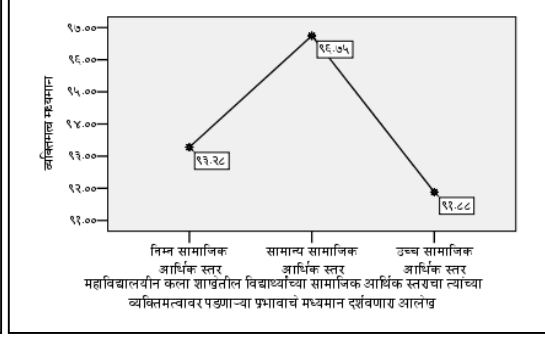 ९७.००
९६.००
९५.००
९४.००
९३.००
९२.००
९१.००
व्यक्तिमत्व मध्यमान
९६.७५
९३.२८
९१.८८
निम्न सामाजिक आर्थिक स्तर
सामान्य सामाजिक आर्थिक स्तर
उच्च सामाजिक आर्थिक स्तर
महाविद्यालयीन कला शाखेतील विद्यार्थ्यांच्या सामाजिक आर्थिक स्तराचा त्यांच्या
व्यक्तिमत्वावर पडणाऱ्या प्रभावाचे मध्यमान दर्शवणारा आलेख